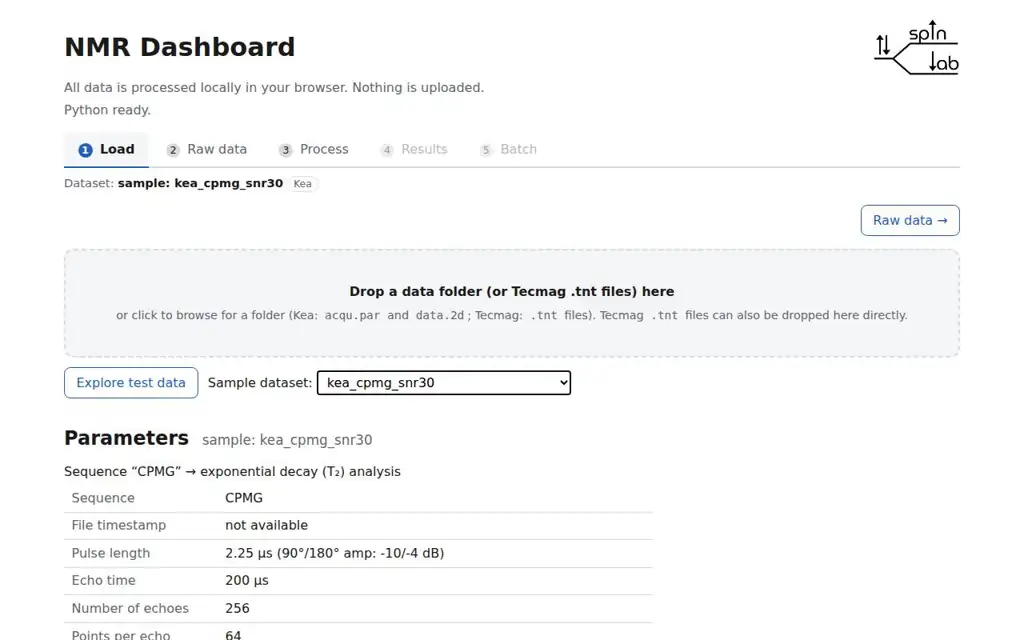 NMR Dashboard
spin
lab
All data is processed locally in your browser. Nothing is uploaded.
Python ready.
1 Load 2 Raw data 3 Process 4 Results 5 Batch
Dataset: sample: kea_cpmg_snr30 Kea
Raw data →
Drop a data folder (or Tecmag .tnt files) here
or click to browse for a folder (Kea: acqu.par and data.2d; Tecmag: .tnt files). Tecmag .tnt files can also be dropped here directly.
Explore test data Sample dataset: kea_cpmg_snr30
Parameters sample: kea_cpmg_snr30
Sequence “CPMG” → exponential decay (T₂) analysis
Sequence CPMG
File timestamp not available
Pulse length 2.25 µs (90°/180° amp: -10/-4 dB)
Echo time 200 µs
Number of echoes 256
Points per echo 64